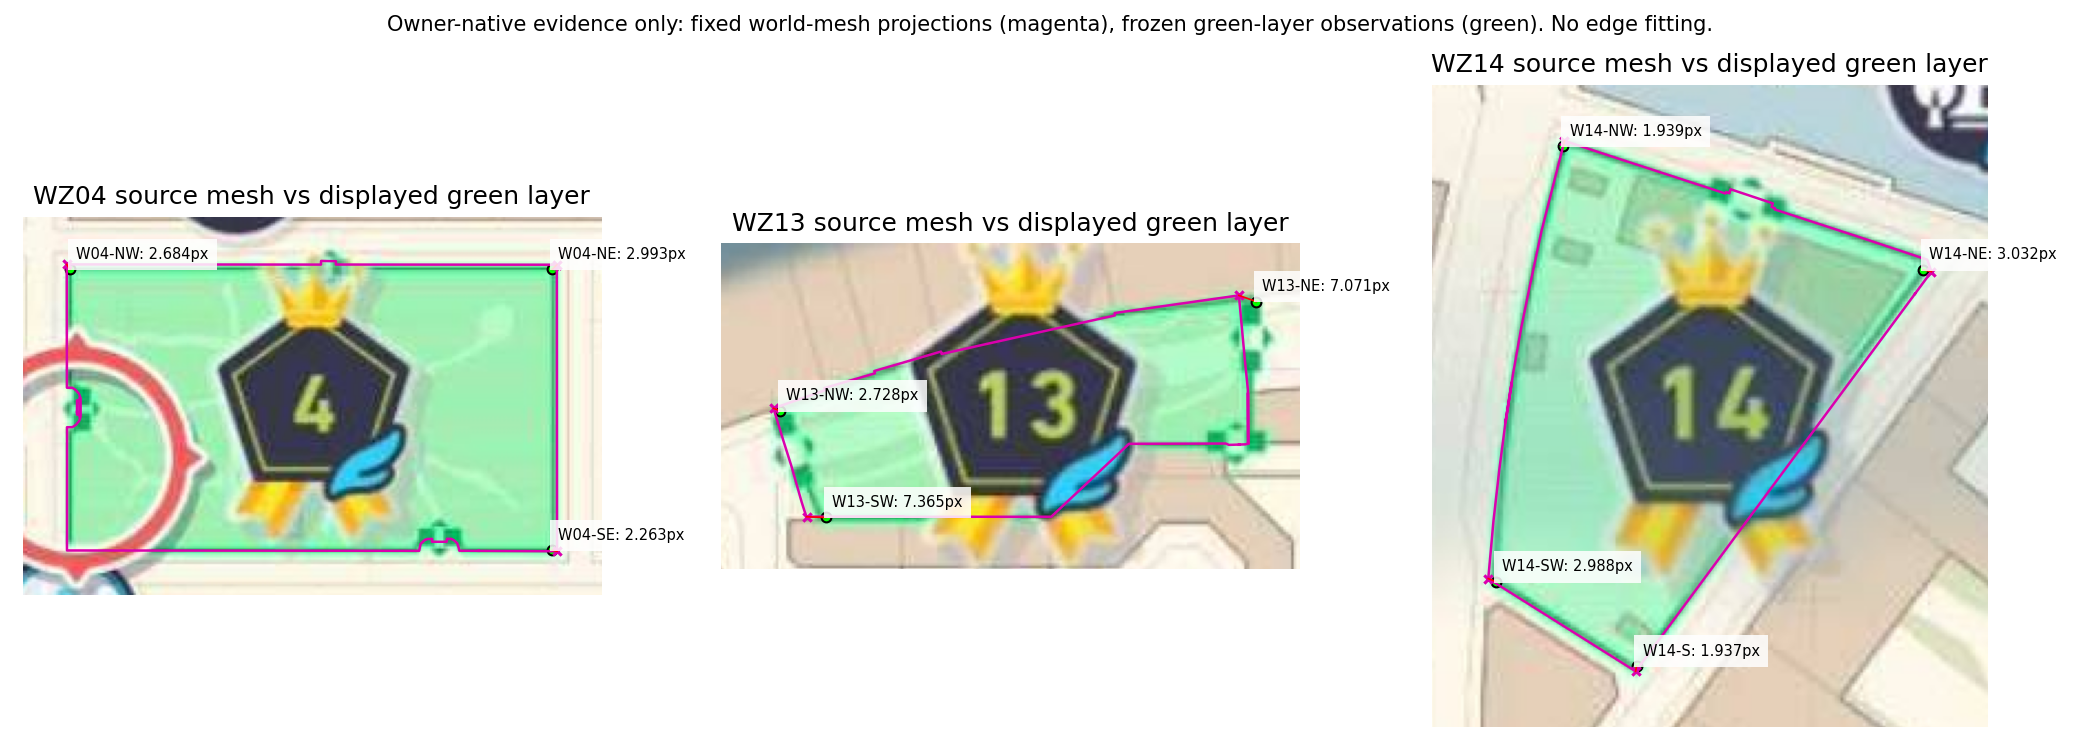 Owner-native evidence only: fixed world-mesh projections (magenta), frozen green-layer observations (green). No edge fitting.
WZ04 source mesh vs displayed green layer
W04-NW: 2.684px
W04-NE: 2.993px
4
W04-SE: 2.263px
WZ13 source mesh vs displayed green layer
W13-NE: 7.071px
W13-NW: 2.728px
13
W13-SW: 7.365px
WZ14 source mesh vs displayed green layer
W14-NW: 1.939px
W14-NE: 3.032px
14
W14-SW: 2.988px
W14-S: 1.937px